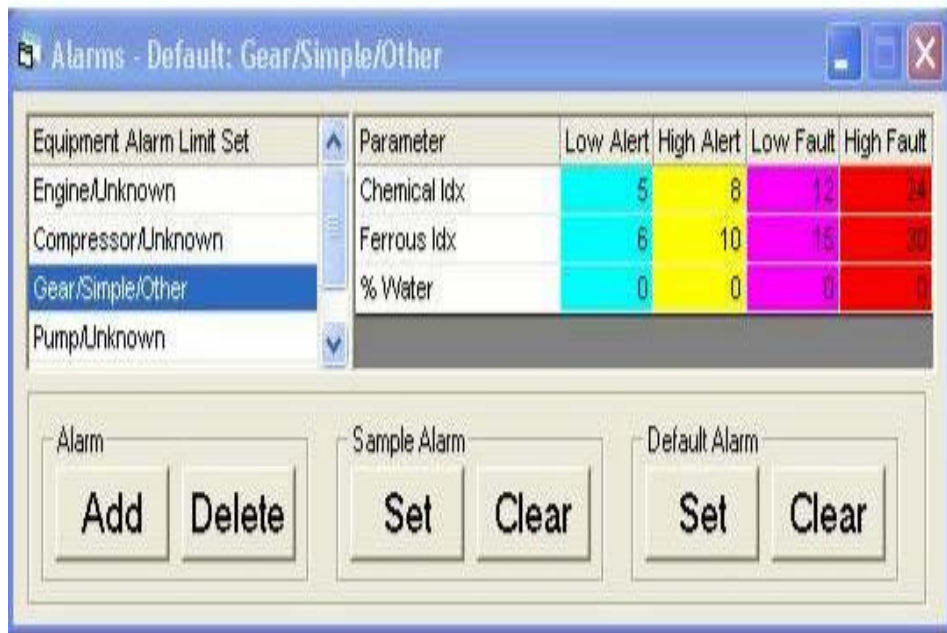 Alarms - Default: Gear/Simple/Other
Equipment Alarm Limit Set
Engine/Unknown
Compressor/Unknown
Gear/Simple/Other
Pump/Unknown
Parameter Low Alert High Alert Low Fault High Fault
Chemical Idx 5 8 12 24
Ferrous Idx 6 10 15 30
% Water 0 0 0 0
Alarm
Add Delete
Sample Alarm
Set Clear
Default Alarm
Set Clear